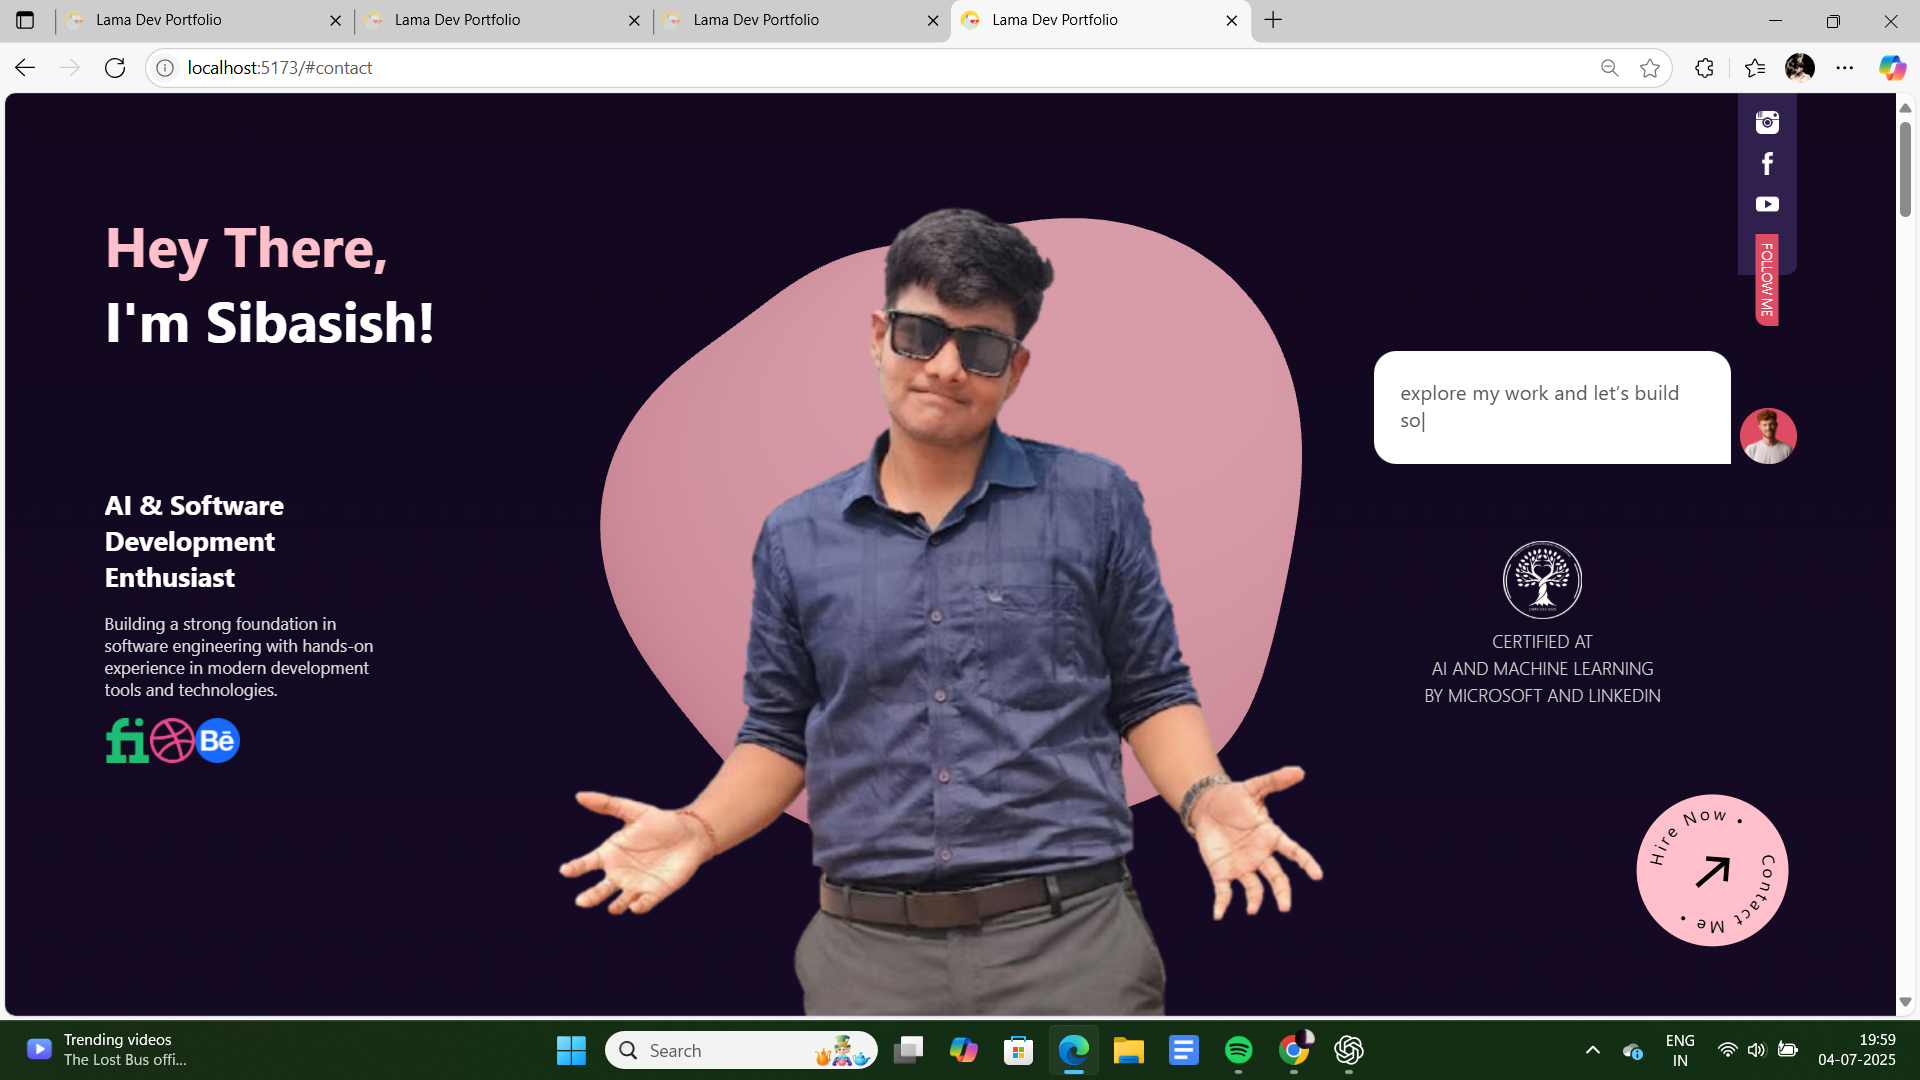 Lama Dev Portfolio
Lama Dev Portfolio
Lama Dev Portfolio
Lama Dev Portfolio
localhost:5173/#contact
FOLLOW ME
Hey There,
I'm Sibasish!
explore my work and let's build
so|
AI & Software
Development
Enthusiast
Building a strong foundation in
software engineering with hands-on
experience in modern development
tools and technologies.
fi
Bē
CERTIFIED AT
AI AND MACHINE LEARNING
BY MICROSOFT AND LINKEDIN
Hire Now •
Contact Me •
Trending videos
The Lost Bus offi...
Search
ENG
IN
19:59
04-07-2025